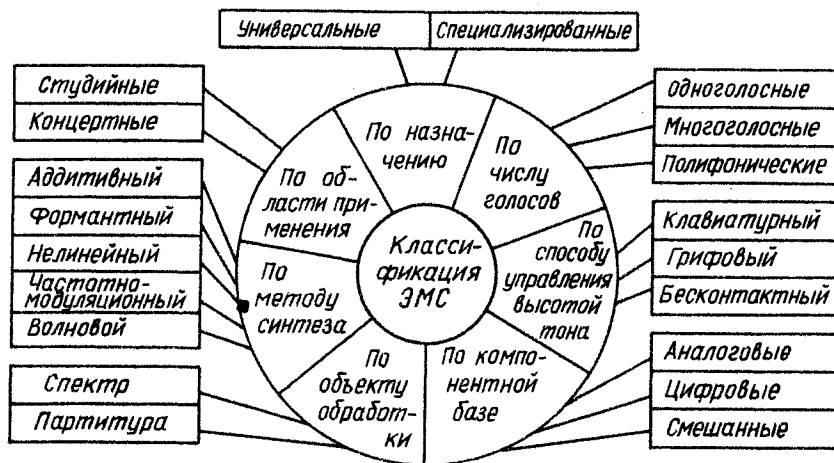 Универсальные
Специализированные
Студийные
Концертные
Аддитивный
Формантный
Нелинейный
Частатно-
модуляционный
Волновой
Спектр
Партитура
По назна-
чению
По
числу
голосов
По
способу
управления
высотой
тона
По компо-
нентной
базе
По
объекту
обработ-
ки
По
методу
синтеза
По об-
ласти при-
менения
Класси-
фикация
ЭМС
одноголосные
Многоголосные
Полифонические
Клавиатурный
Грифовый
Бесконтактный
Аналоговые
Цифровые
Смешанные